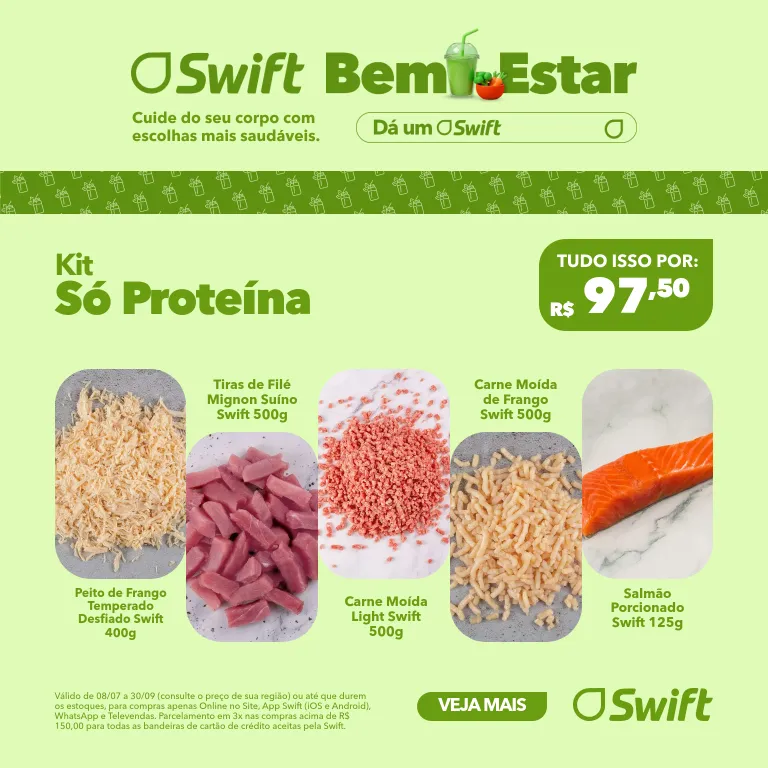 Swift Bem Estar
Cuide do seu corpo com
escolhas mais saudáveis.
Dá um Swift
Kit
Só Proteína
TUDO ISSO POR:
R$ 97,50
Peito de Frango
Temperado
Desfiado Swift
400g
Tiras de Filé
Mignon Suíno
Swift 500g
Carne Moída
Light Swift
500g
Carne Moída
de Frango
Swift 500g
Salmão
Porcionado
Swift 125g
Válido de 08/07 a 30/09 (consulte o preço de sua região) ou até que durem
os estoques, para compras apenas Online no Site, App Swift (iOS e Android),
WhatsApp e Televendas. Parcelamento em 3x nas compras acima de R$
150,00 para todas as bandeiras de cartão de crédito aceitas pela Swift.
VEJA MAIS
Swift